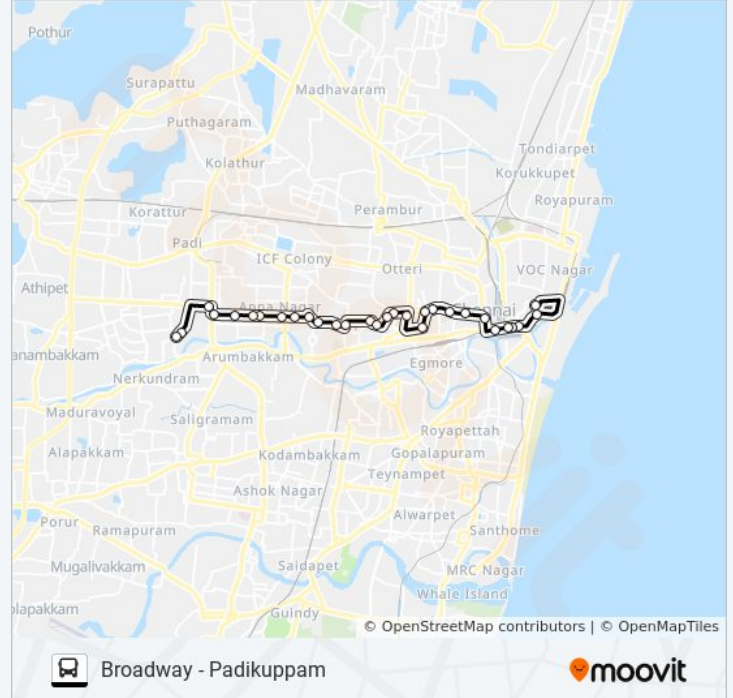 Pothur
Surapattu
Madhavaram
Puthagaram
Tondiarpet
Kolathur
Korukkupet
Royapuram
Korattur
Perambur
Padi
ICF Colony
Otteri
VOC Nagar
Athipet
Anna Nagar
Chennai
anambakkam
Arumbakkam
Egmore
Nerkundram
Maduravoyal
Saligramam
Royapettah
Alapakkam
Kodambakkam
Gopalapuram
Teynampet
Ashok Nagar
Alwarpet
Porur
Ramapuram
Santhome
Mugalivakkam
Saidapet
MRC Nagar
Whale Island
olapakkam
Guindy
© OpenStreetMap contributors | © OpenMapTiles
Broadway - Padikuppam
moovit